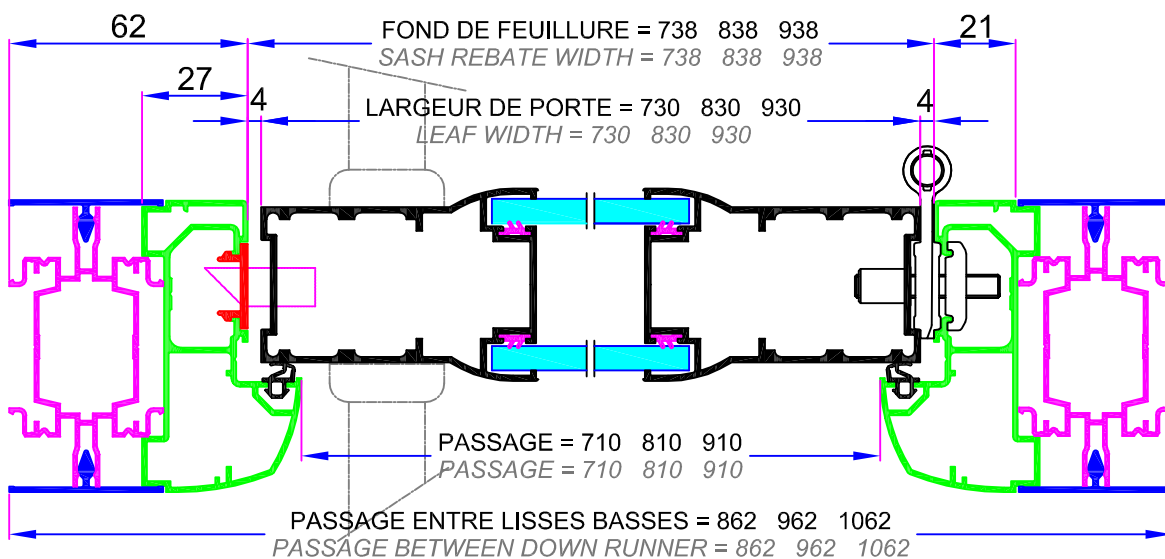 62
FOND DE FEUILLURE = 738 838 938
21
SASH REBATE WIDTH = 738 838 938
27
4
LARGEUR DE PORTE = 730 830 930
4
LEAF WIDTH = 730 830 930
PASSAGE = 710 810 910
PASSAGE = 710 810 910
PASSAGE ENTRE LISSES BASSES = 862 962 1062
PASSAGE BETWEEN DOWN RUNNER = 862 962 1062